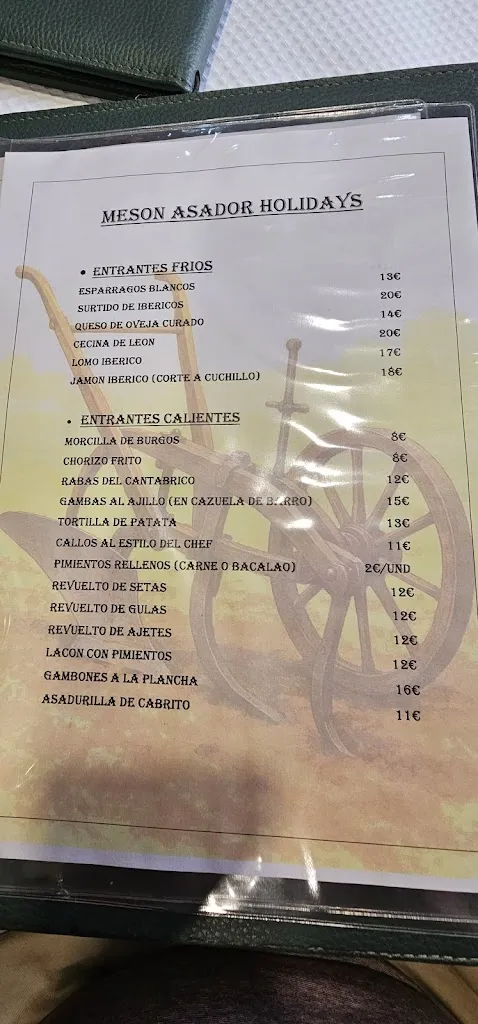 MESON ASADOR HOLIDAYS
• ENTRANTES FRIOS
ESPARRAGOS BLANCOS 13€
SURTIDO DE IBERICOS 20€
QUESO DE OVEJA CURADO 14€
CECINA DE LEON 20€
LOMO IBERICO 17€
JAMON IBERICO (CORTE A CUCHILLO) 18€
• ENTRANTES CALIENTES
MORCILLA DE BURGOS 8€
CHORIZO FRITO 8€
RABAS DEL CANTABRICO 12€
GAMBAS AL AJILLO (EN CAZUELA DE BARRO) 15€
TORTILLA DE PATATA 13€
CALLOS AL ESTILO DEL CHEF 11€
PIMIENTOS RELLENOS (CARNE O BACALAO) 2€/UND
REVUELTO DE SETAS 12€
REVUELTO DE GULAS 12€
REVUELTO DE AJETES 12€
LACON CON PIMIENTOS 12€
GAMBONES A LA PLANCHA 16€
ASADURILLA DE CABRITO 11€